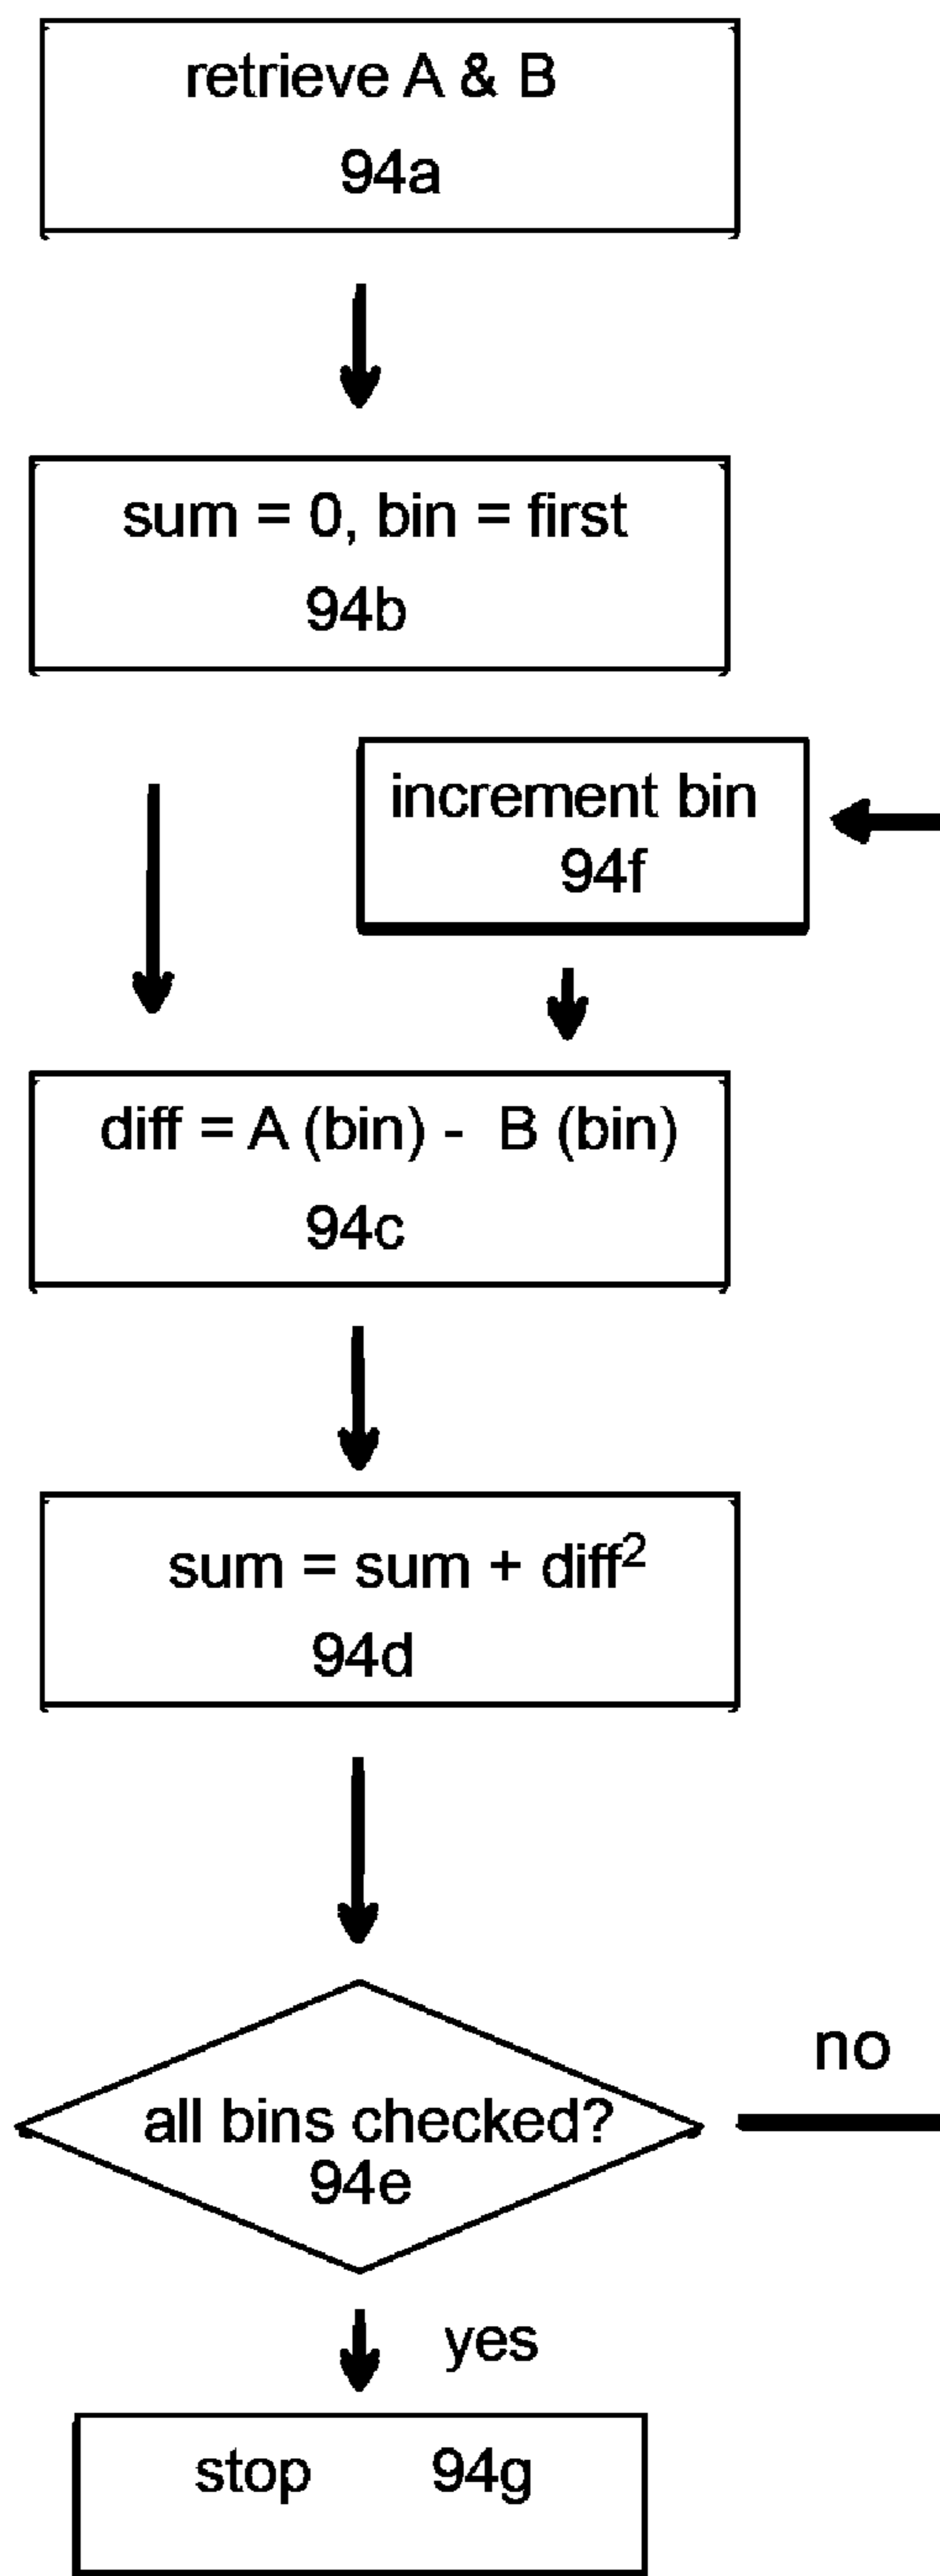 retrieve A & B
94a
sum = 0, bin = first
94b
increment bin
94f
diff = A (bin) -  B (bin)
94c
sum = sum + diff²
94d
all bins checked?
94e
no
yes
stop 94g